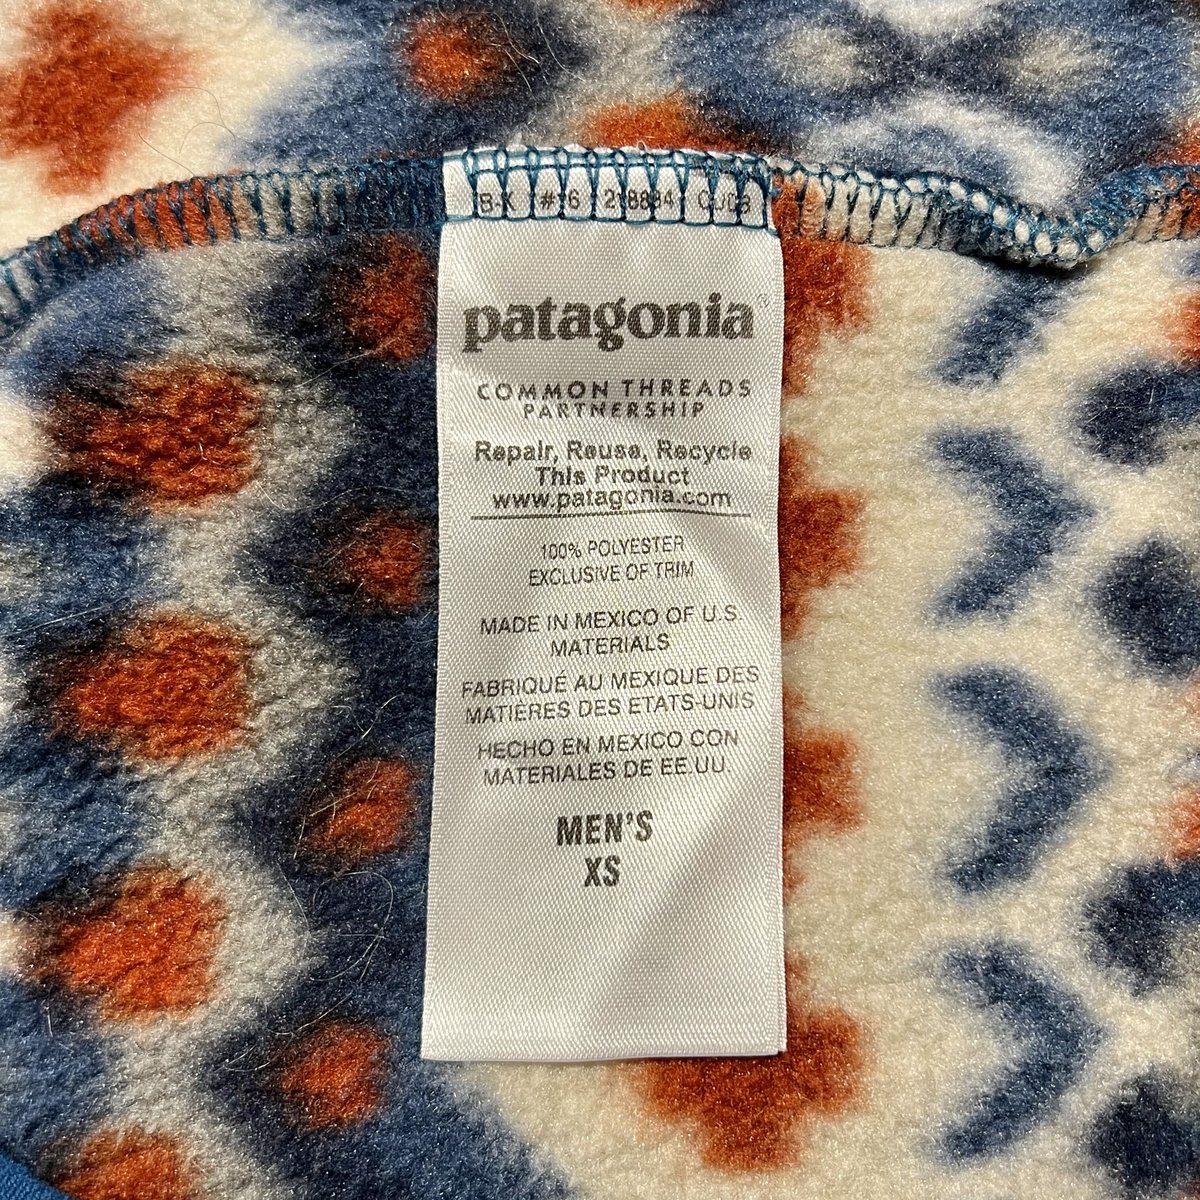 patagonia®
COMMON THREADS
PARTNERSHIP
Repair, Reuse, Recycle
This Product
www.patagonia.com
100% POLYESTER
EXCLUSIVE OF TRIM
MADE IN MEXICO OF U.S.
MATERIALS
FABRIQUÉ AU MEXIQUE DES
MATIÈRES DES ETATS-UNIS
HECHO EN MEXICO CON
MATERIALES DE EE.UU.
MEN'S
XS